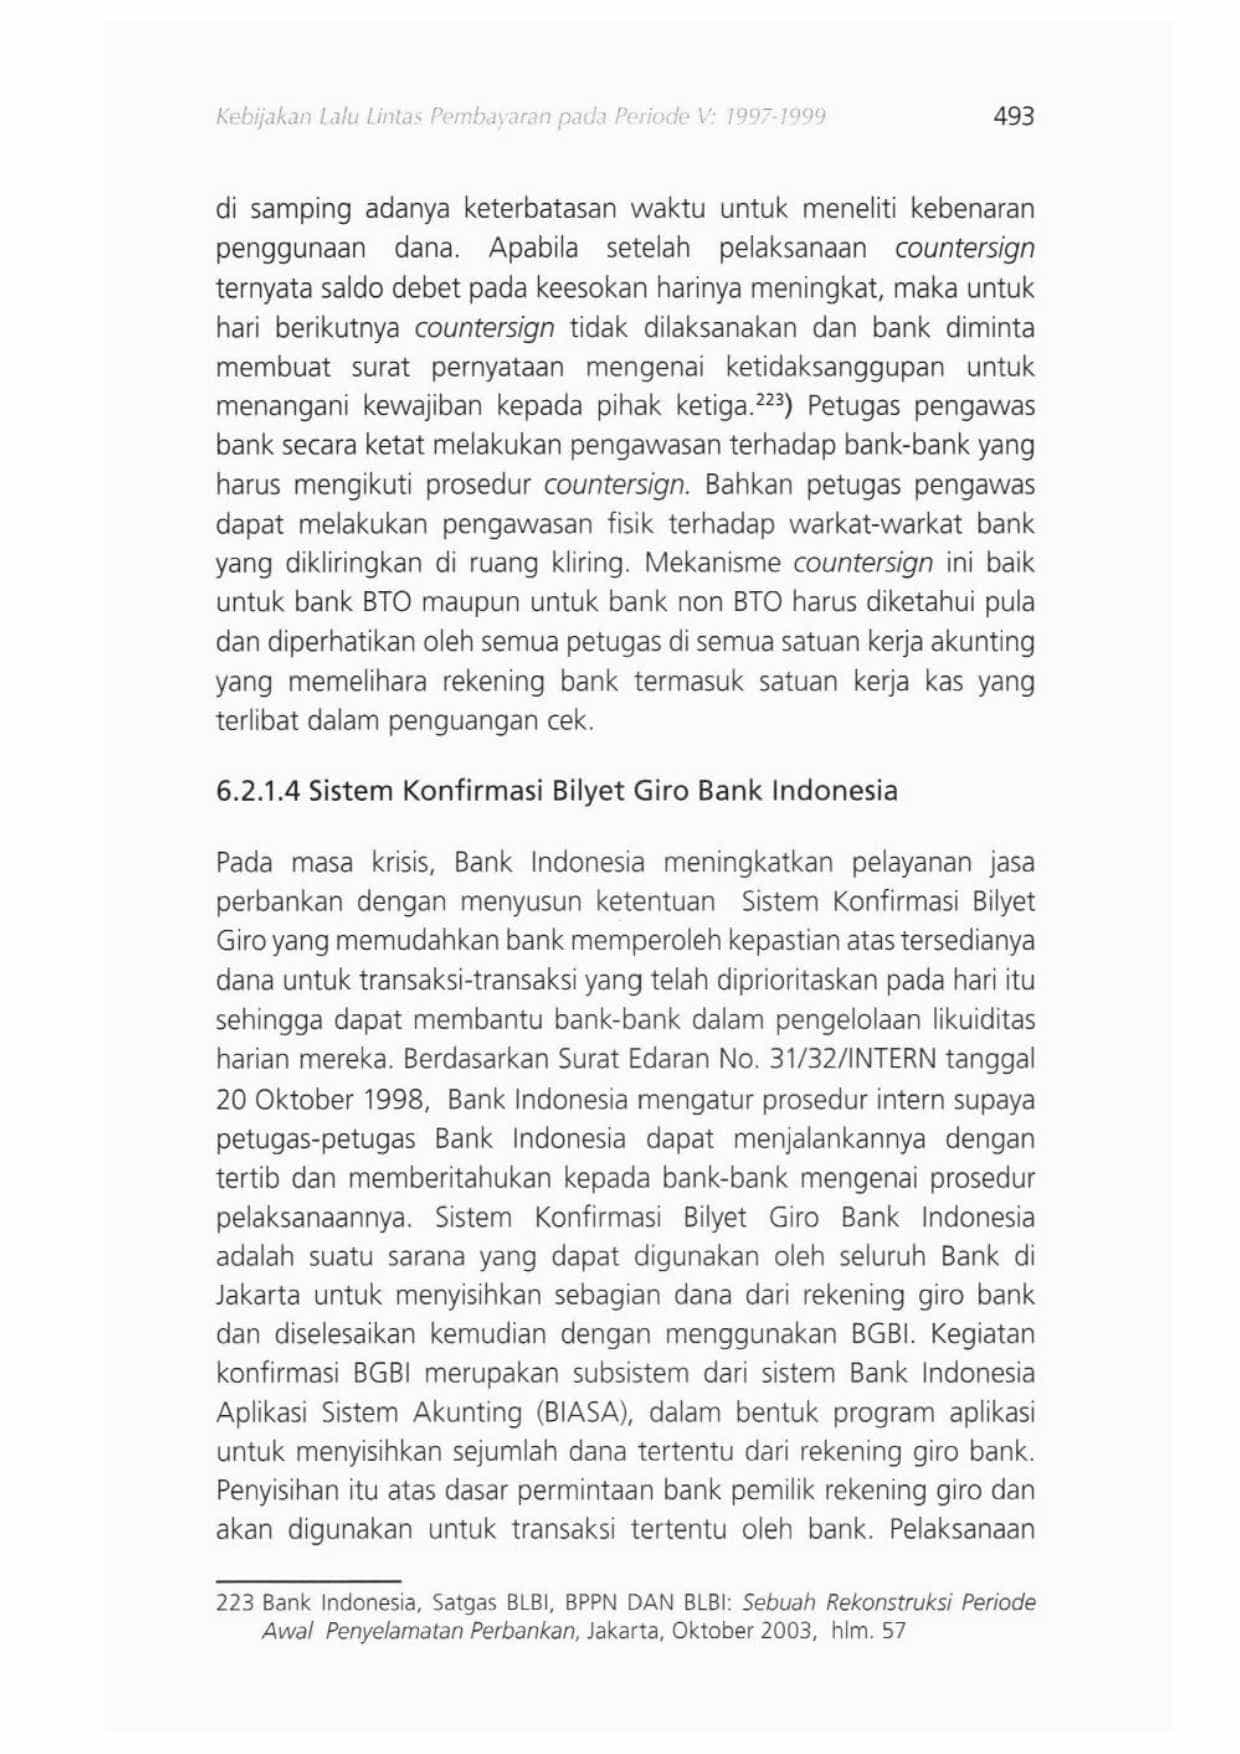 Kebijakan Lalu Lintas Pembayaran pada Periode V: 1997-1999 493
di samping adanya keterbatasan waktu untuk meneliti kebenaran
penggunaan dana. Apabila setelah pelaksanaan countersign
ternyata saldo debet pada keesokan harinya meningkat, maka untuk
hari berikutnya countersign tidak dilaksanakan dan bank diminta
membuat surat pernyataan mengenai ketidaksanggupan untuk
menangani kewajiban kepada pihak ketiga.²²³) Petugas pengawas
bank secara ketat melakukan pengawasan terhadap bank-bank yang
harus mengikuti prosedur countersign. Bahkan petugas pengawas
dapat melakukan pengawasan fisik terhadap warkat-warkat bank
yang dikliringkan di ruang kliring. Mekanisme countersign ini baik
untuk bank BTO maupun untuk bank non BTO harus diketahui pula
dan diperhatikan oleh semua petugas di semua satuan kerja akunting
yang memelihara rekening bank termasuk satuan kerja kas yang
terlibat dalam penguangan cek.
6.2.1.4 Sistem Konfirmasi Bilyet Giro Bank Indonesia
Pada masa krisis, Bank Indonesia meningkatkan pelayanan jasa
perbankan dengan menyusun ketentuan Sistem Konfirmasi Bilyet
Giro yang memudahkan bank memperoleh kepastian atas tersedianya
dana untuk transaksi-transaksi yang telah diprioritaskan pada hari itu
sehingga dapat membantu bank-bank dalam pengelolaan likuiditas
harian mereka. Berdasarkan Surat Edaran No. 31/32/INTERN tanggal
20 Oktober 1998, Bank Indonesia mengatur prosedur intern supaya
petugas-petugas Bank Indonesia dapat menjalankannya dengan
tertib dan memberitahukan kepada bank-bank mengenai prosedur
pelaksanaannya. Sistem Konfirmasi Bilyet Giro Bank Indonesia
adalah suatu sarana yang dapat digunakan oleh seluruh Bank di
Jakarta untuk menyisihkan sebagian dana dari rekening giro bank
dan diselesaikan kemudian dengan menggunakan BGBI. Kegiatan
konfirmasi BGBI merupakan subsistem dari sistem Bank Indonesia
Aplikasi Sistem Akunting (BIASA), dalam bentuk program aplikasi
untuk menyisihkan sejumlah dana tertentu dari rekening giro bank.
Penyisihan itu atas dasar permintaan bank pemilik rekening giro dan
akan digunakan untuk transaksi tertentu oleh bank. Pelaksanaan
223 Bank Indonesia, Satgas BLBI, BPPN DAN BLBI: Sebuah Rekonstruksi Periode
Awal Penyelamatan Perbankan, Jakarta, Oktober 2003, hlm. 57